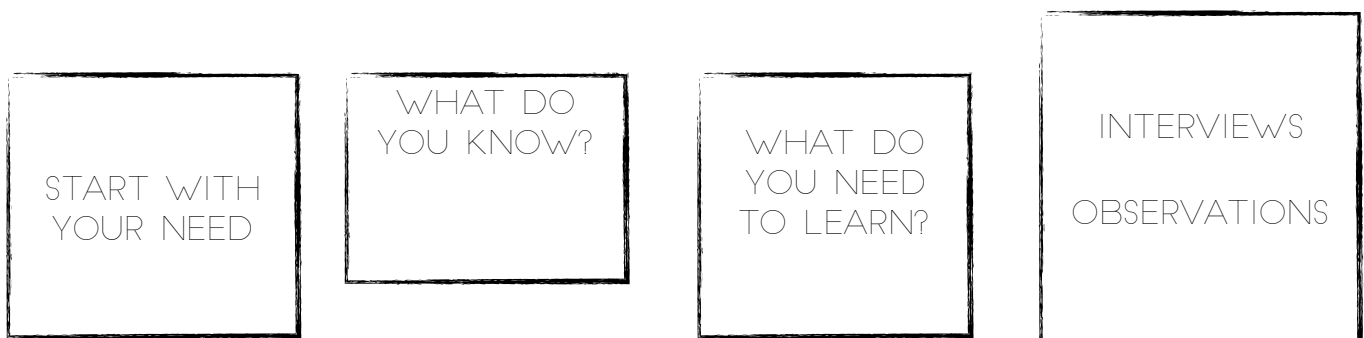 START WITH
YOUR NEED
WHAT DO
YOU KNOW?
WHAT DO
YOU NEED
TO LEARN?
INTERVIEWS
OBSERVATIONS